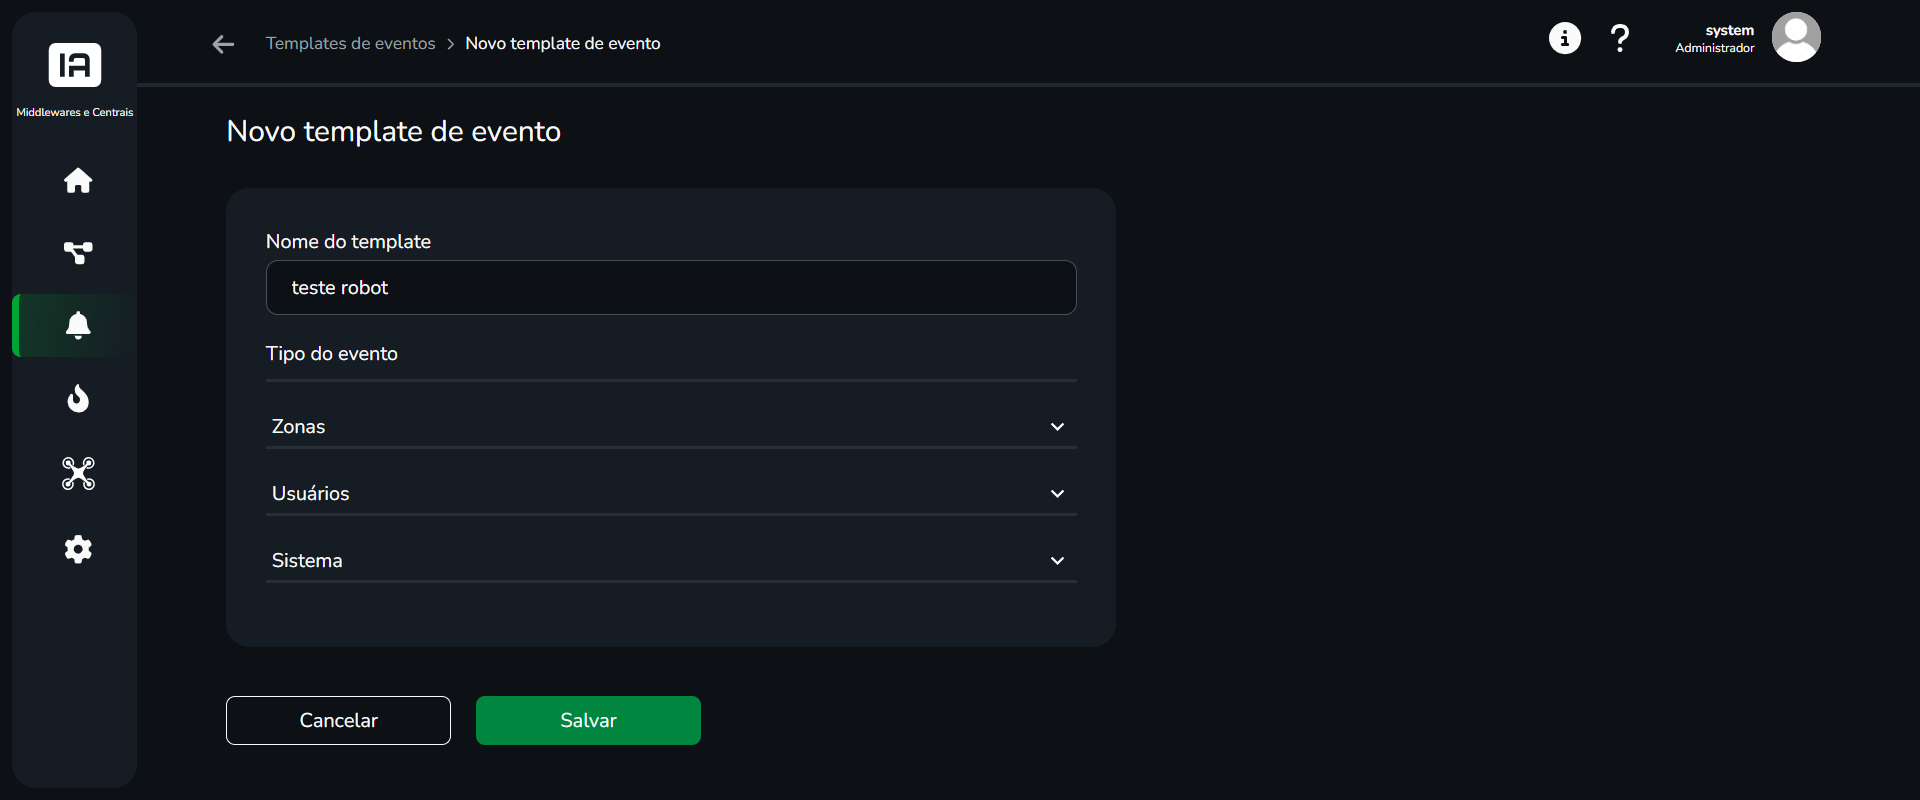 IA
Middlewares e Centrais
Templates de eventos > Novo template de evento
system
Administrador
Novo template de evento
Nome do template
teste robot
Tipo do evento
Zonas
Usuários
Sistema
Cancelar
Salvar